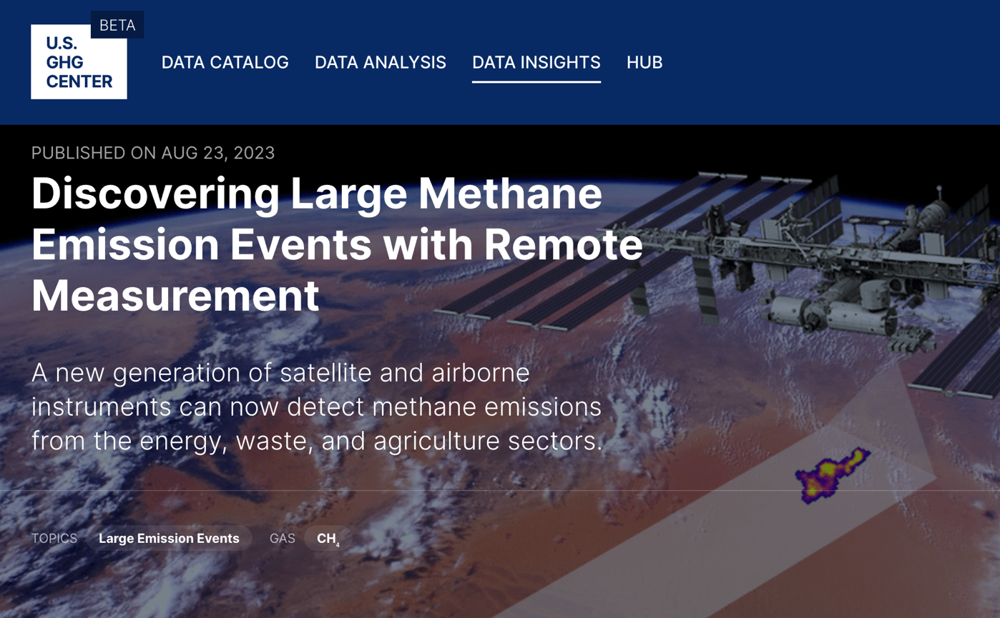 BETA
U.S.
GHG
CENTER
DATA CATALOG DATA ANALYSIS DATA INSIGHTS HUB
PUBLISHED ON AUG 23, 2023
Discovering Large Methane
Emission Events with Remote
Measurement
A new generation of satellite and airborne
instruments can now detect methane emissions
from the energy, waste, and agriculture sectors.
TOPICS Large Emission Events GAS CH₄